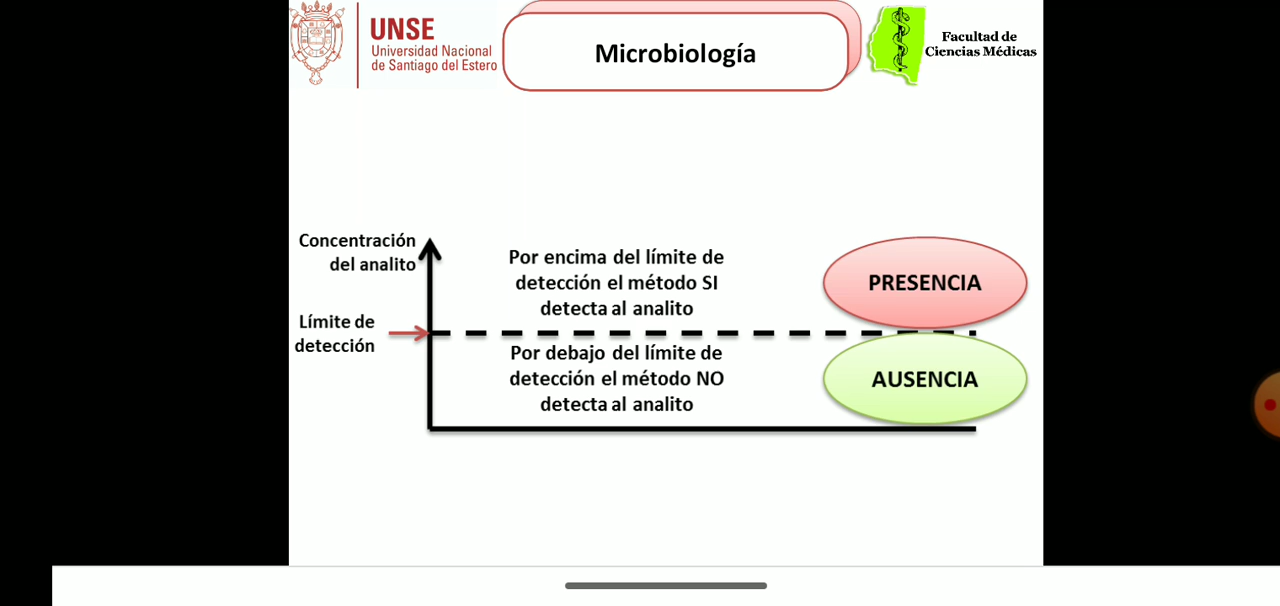 UNSE
Universidad Nacional
de Santiago del Estero
Microbiología
Facultad de
Ciencias Médicas
Concentración
del analito
Por encima del límite de
detección el método SI
detecta al analito
PRESENCIA
Límite de
detección
Por debajo del límite de
detección el método NO
detecta al analito
AUSENCIA